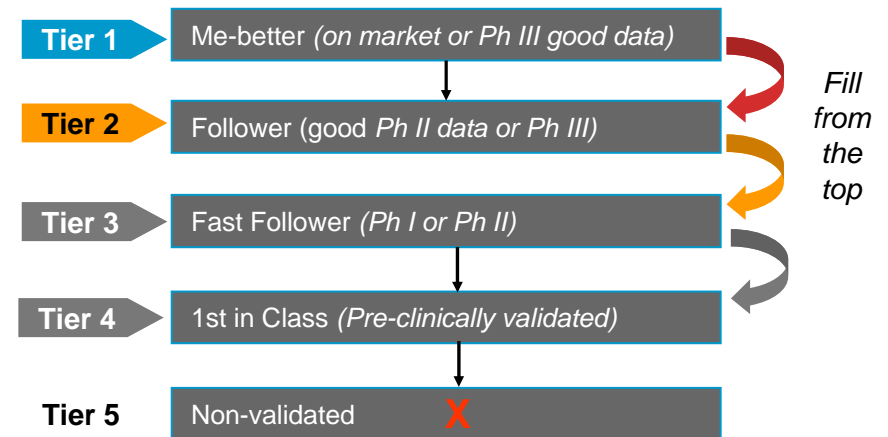 Tier 1
Me-better (on market or Ph III good data)
Tier 2
Follower (good Ph II data or Ph III)
Tier 3
Fast Follower (Ph I or Ph II)
Tier 4
1st in Class (Pre-clinically validated)
Tier 5
Non-validated X
Fill
from
the
top